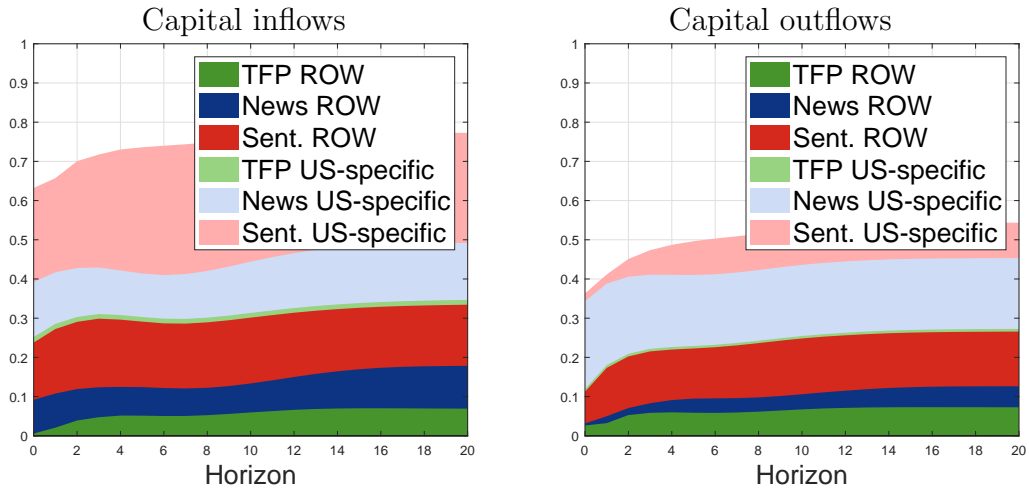 Capital inflows
1
0.9
0.8
0.7
0.6
0.5
0.4
0.3
0.2
0.1
0
0 2 4 6 8 10 12 14 16 18 20
Horizon
TFP ROW
News ROW
Sent. ROW
TFP US-specific
News US-specific
Sent. US-specific
Capital outflows
1
0.9
0.8
0.7
0.6
0.5
0.4
0.3
0.2
0.1
0
0 2 4 6 8 10 12 14 16 18 20
Horizon
TFP ROW
News ROW
Sent. ROW
TFP US-specific
News US-specific
Sent. US-specific